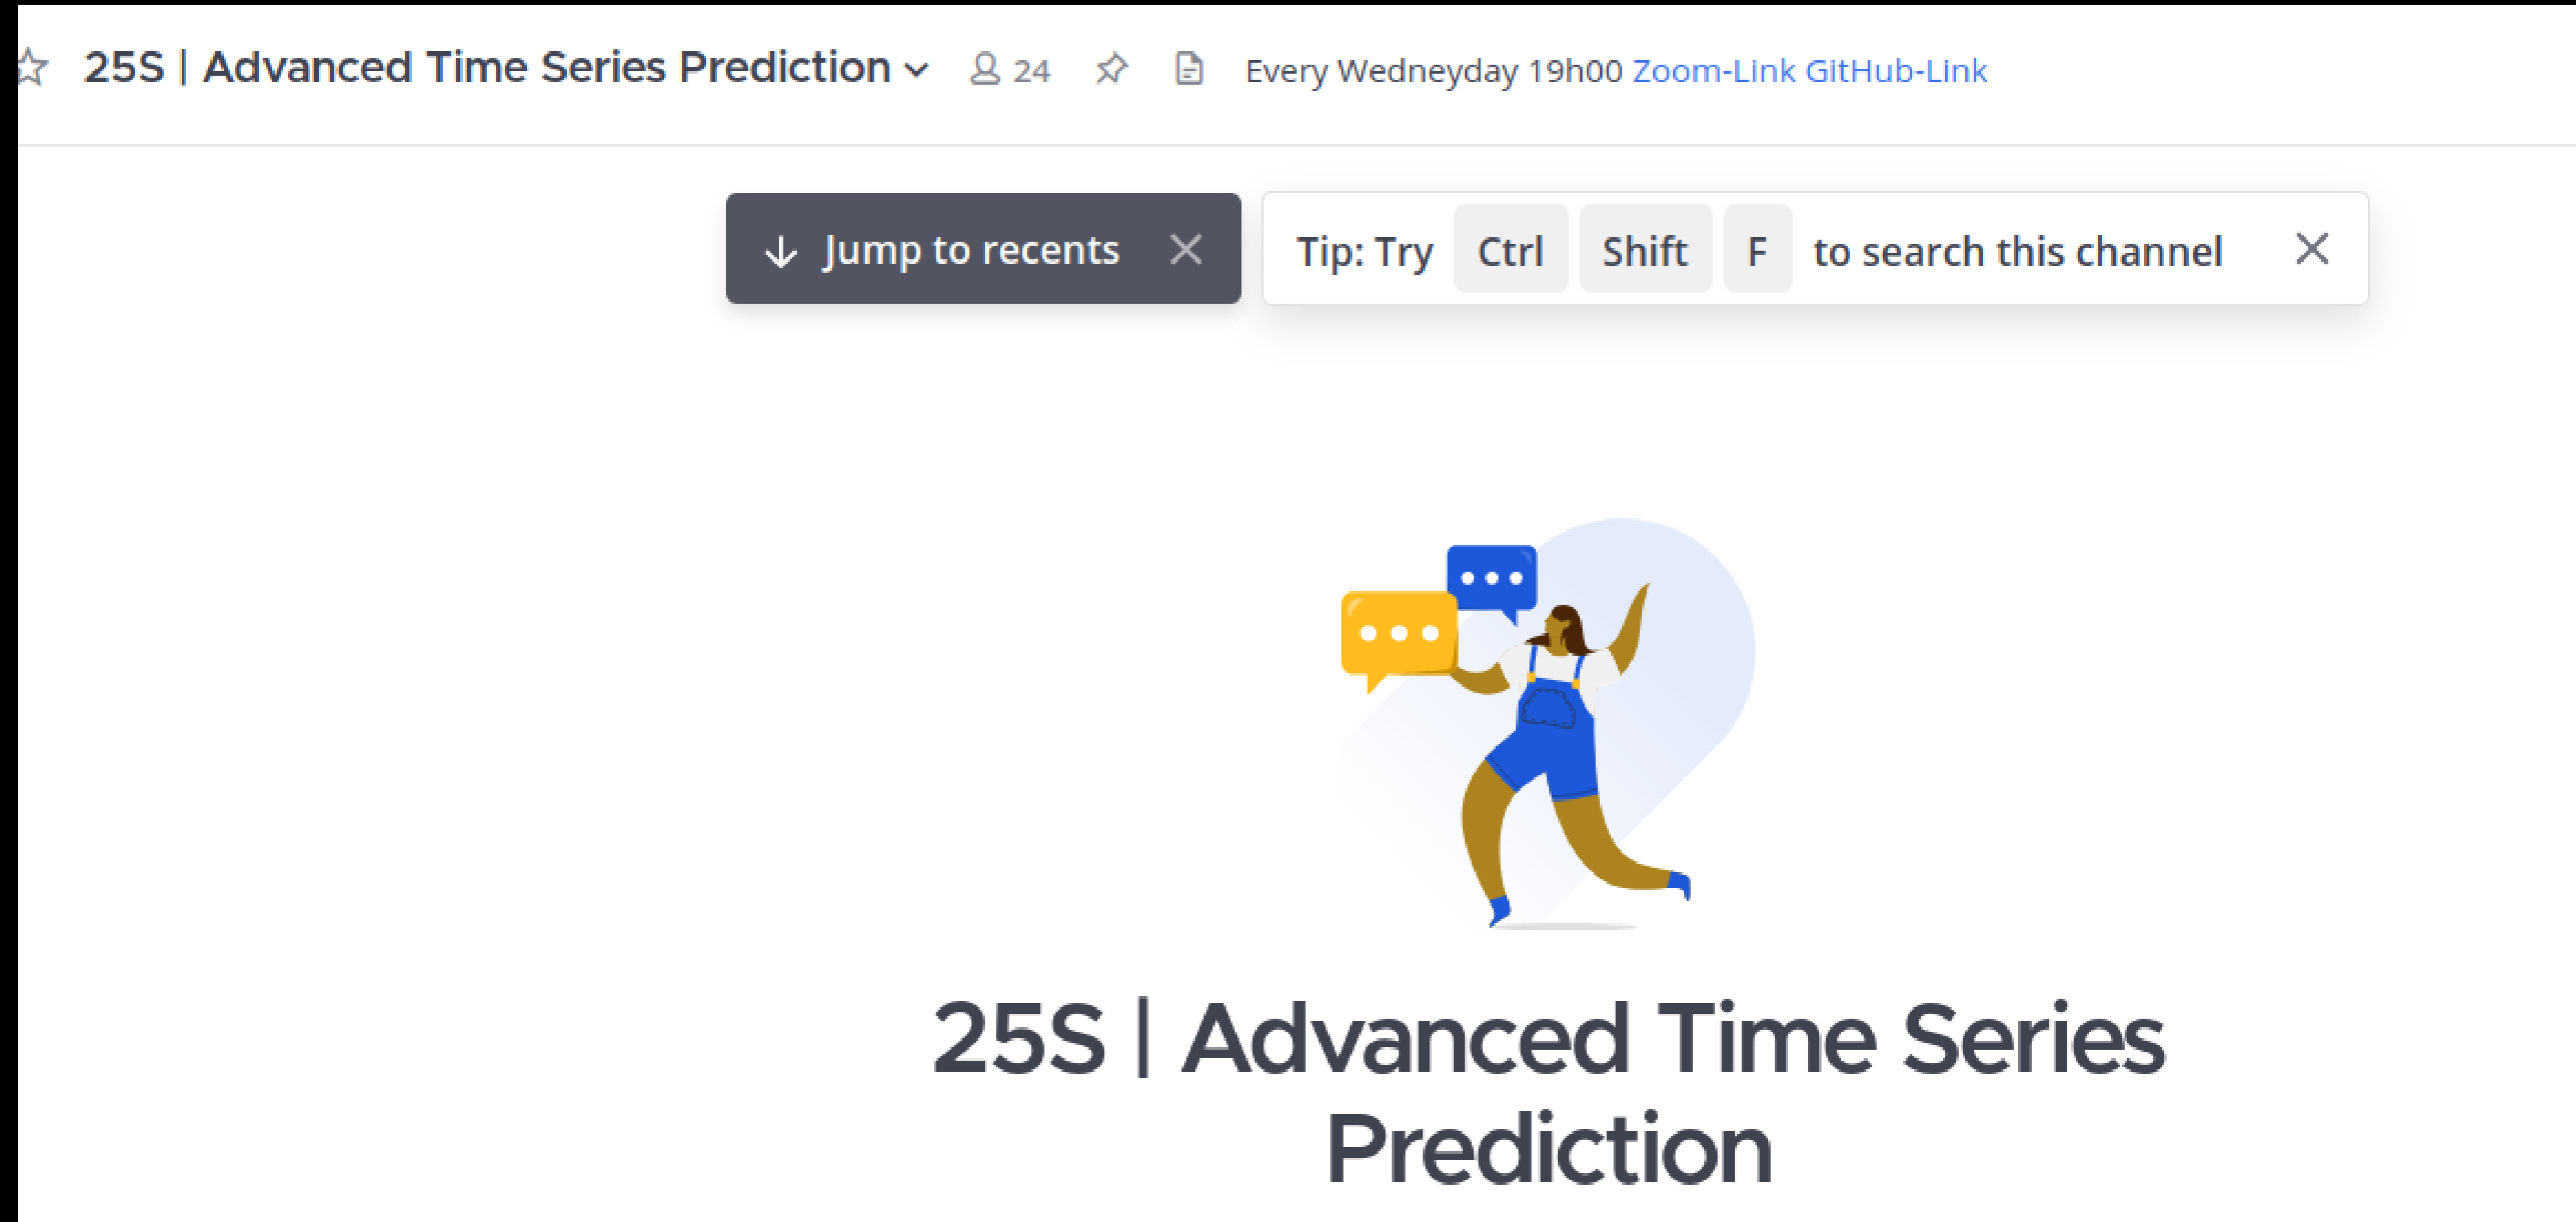 25S | Advanced Time Series Prediction 24 Every Wedneyday 19h00 Zoom-Link GitHub-Link
Jump to recents Tip: Try Ctrl Shift F to search this channel
25S | Advanced Time Series
Prediction